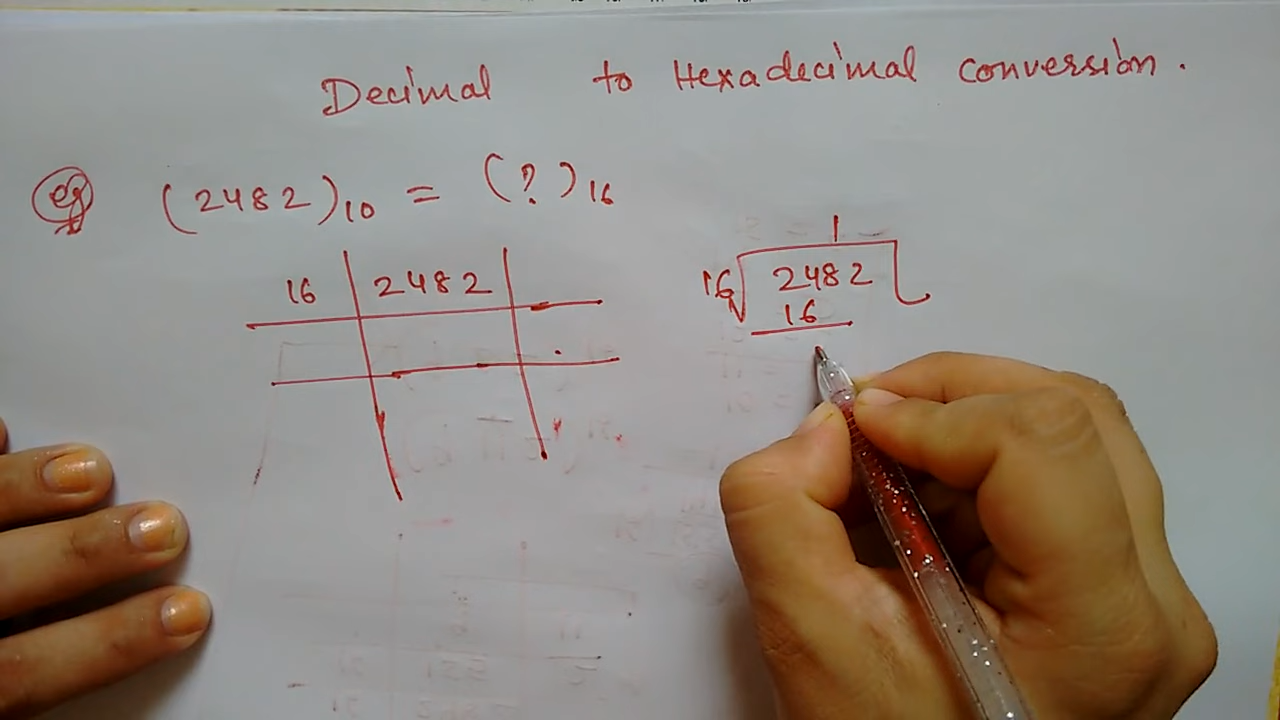 Decimal to Hexadecimal conversion.
eg (2482)10 = (?)16
16 2482
1
16 2482
16